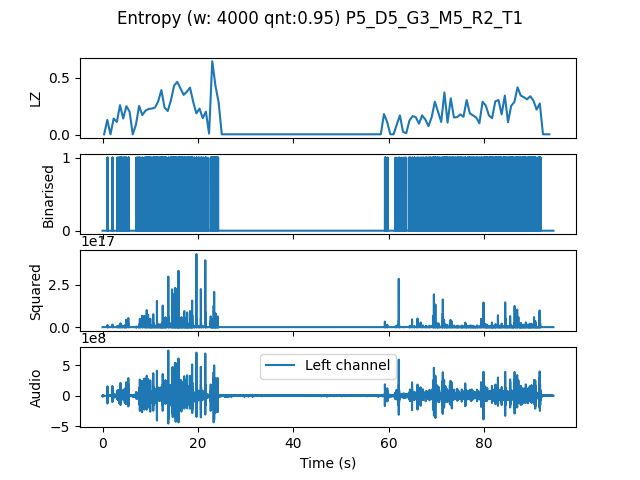 Entropy (w: 4000 qnt:0.95) P5_D5_G3_M5_R2_T1
0.5
0.0
LZ
1
0
Binarised
1e17
2.5
0.0
Squared
1e8
5
0
−5
Audio
Left channel
0 20 40 60 80
Time (s)